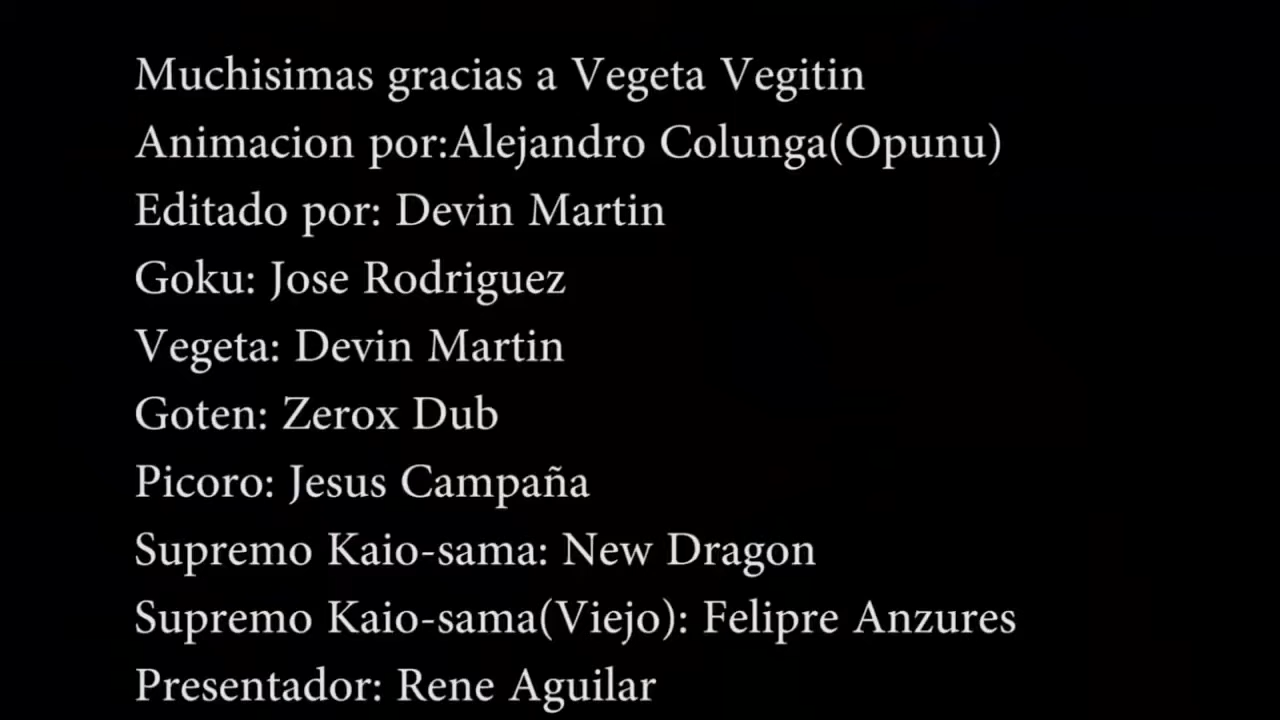 Muchisimas gracias a Vegeta Vegitin
Animacion por:Alejandro Colunga(Opunu)
Editado por: Devin Martin
Goku: Jose Rodriguez
Vegeta: Devin Martin
Goten: Zerox Dub
Picoro: Jesus Campaña
Supremo Kaio-sama: New Dragon
Supremo Kaio-sama(Viejo): Felipre Anzures
Presentador: Rene Aguilar